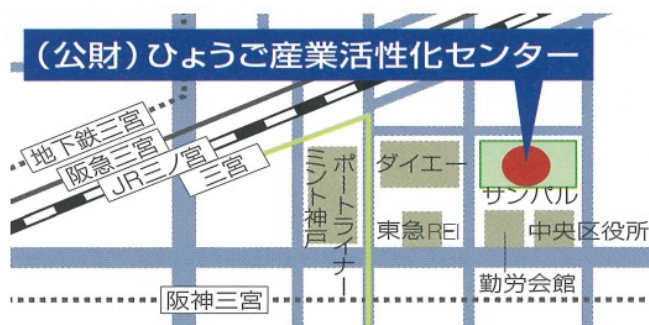 (公財)ひょうご産業活性化センター
地下鉄三宮
阪急三宮
JR三ノ宮
三宮
ミント神戸
ポートライナー
ダイエー
サンパル
東急REI
中央区役所
勤労会館
阪神三宮